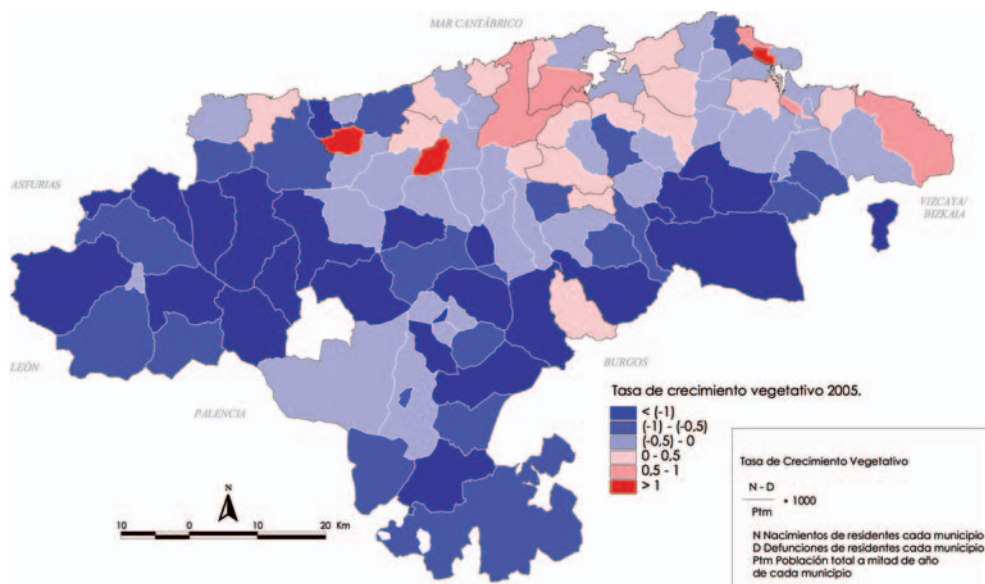 MAR CANTÁBRICO
ASTURIAS
VIZCAYA/
BIZKAIA
LEÓN
BURGOS
PALENCIA
Tasa de crecimiento vegetativo 2005.
< (-1)
(-1) - (-0,5)
(-0,5) - 0
0 - 0,5
0,5 - 1
> 1
Tasa de Crecimiento Vegetativo
N - D
* 1000
Ptm
N Nacimientos de residentes cada municipio
D Defunciones de residentes cada municipio
Ptm Población total a mitad de año
de cada municipio
N
10 0 10 20 Km